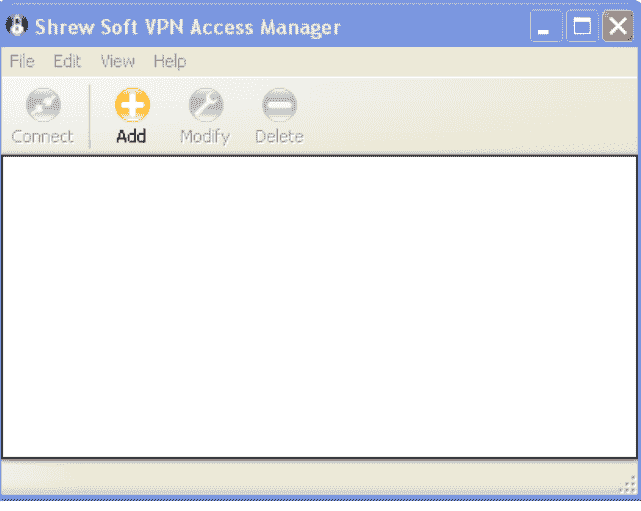 Shrew Soft VPN Access Manager
File Edit View Help
Connect Add Modify Delete